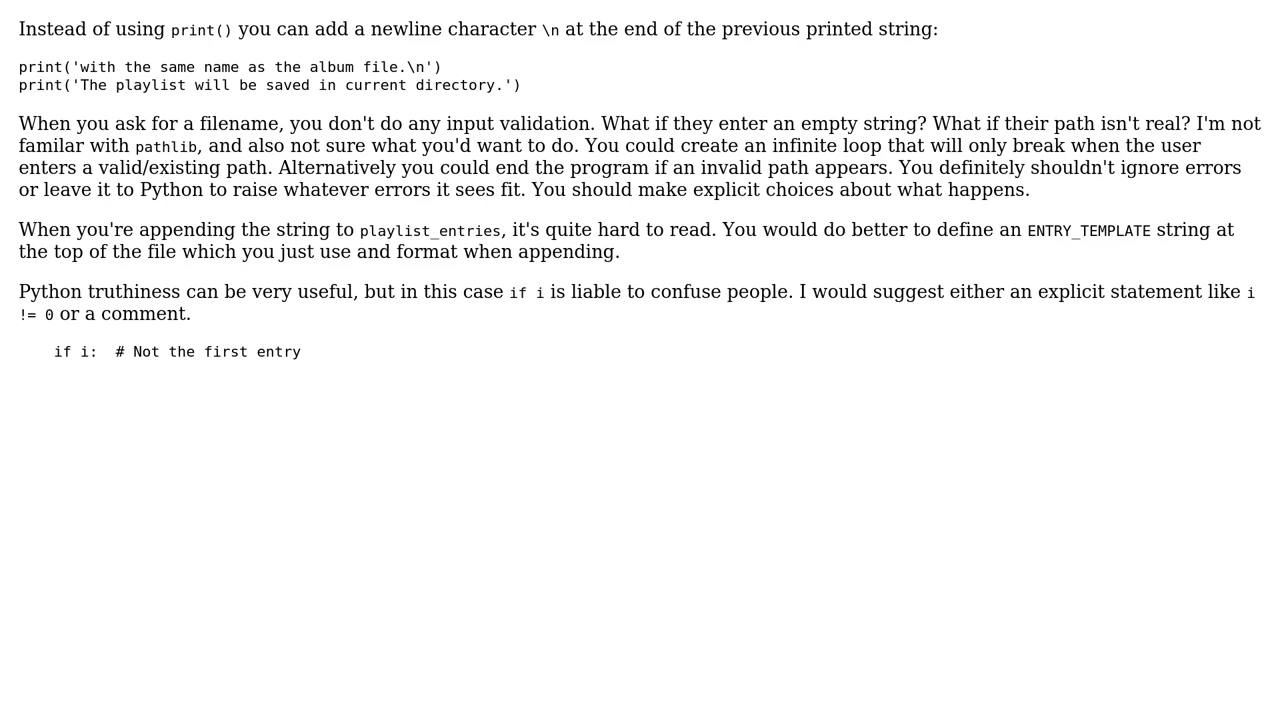 Instead of using print() you can add a newline character \n at the end of the previous printed string:
print('with the same name as the album file.\n')
print('The playlist will be saved in current directory.')
When you ask for a filename, you don't do any input validation. What if they enter an empty string? What if their path isn't real? I'm not
familar with pathlib, and also not sure what you'd want to do. You could create an infinite loop that will only break when the user
enters a valid/existing path. Alternatively you could end the program if an invalid path appears. You definitely shouldn't ignore errors
or leave it to Python to raise whatever errors it sees fit. You should make explicit choices about what happens.
When you're appending the string to playlist_entries, it's quite hard to read. You would do better to define an ENTRY_TEMPLATE string at
the top of the file which you just use and format when appending.
Python truthiness can be very useful, but in this case if i is liable to confuse people. I would suggest either an explicit statement like i
!= 0 or a comment.
    if i:  # Not the first entry